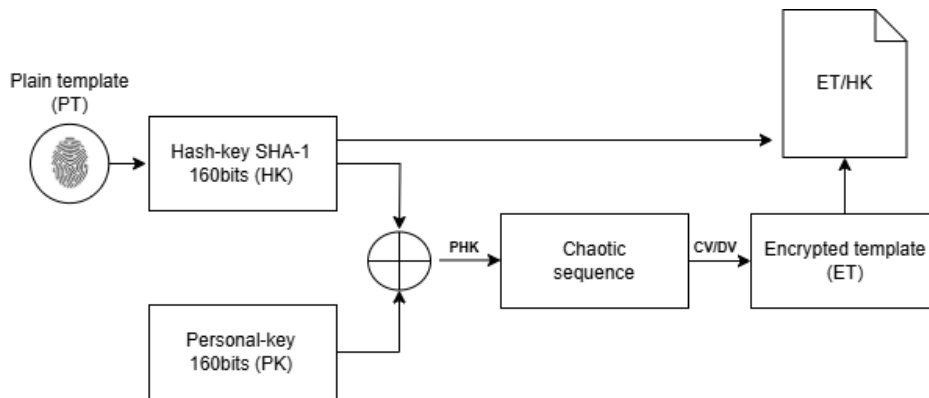 Plain template
(PT)
ET/HK
Hash-key SHA-1
160bits (HK)
PHK
Chaotic
sequence
CV/DV
Encrypted template
(ET)
Personal-key
160bits (PK)